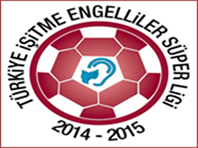 TÜRKİYE İŞİTME ENGELLİLER SÜPER LİGİ
2014 - 2015